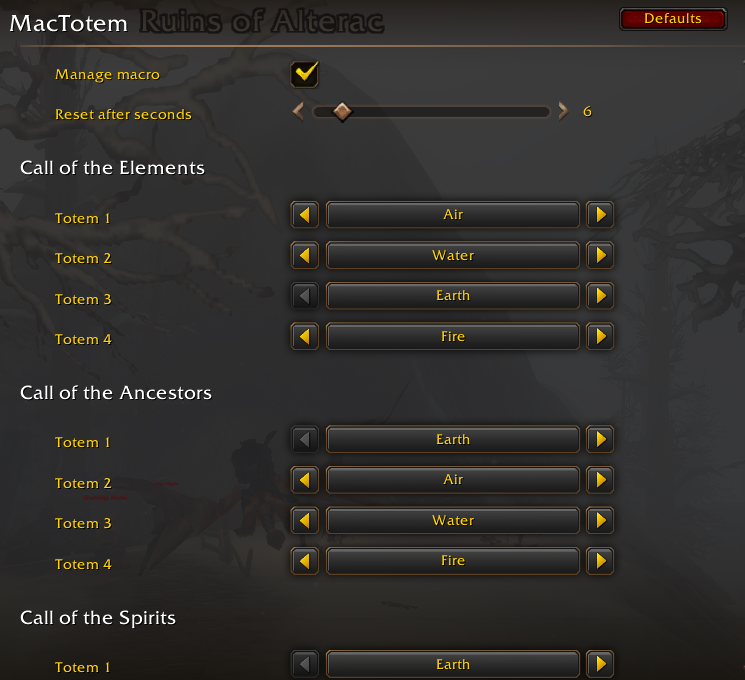 MacTotem
Ruins of Alterac
Defaults
Manage macro
Reset after seconds 6
Call of the Elements
Totem 1 Air
Totem 2 Water
Totem 3 Earth
Totem 4 Fire
Call of the Ancestors
Totem 1 Earth
Totem 2 Air
Totem 3 Water
Totem 4 Fire
Call of the Spirits
Totem 1 Earth